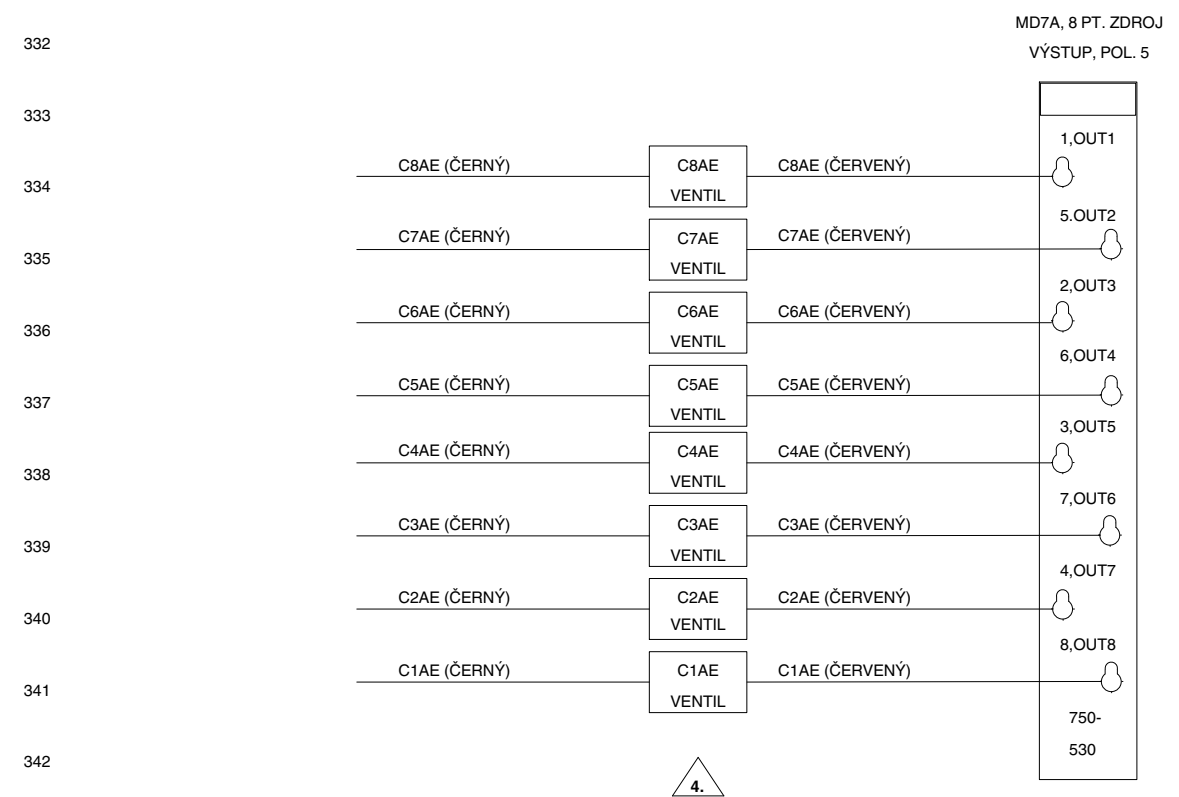 MD7A, 8 PT. ZDROJ
332
VÝSTUP, POL. 5
333
1,OUT1
C8AE (ČERNÝ) C8AE C8AE (ČERVENÝ)
334
VENTIL
5.OUT2
C7AE (ČERNÝ) C7AE C7AE (ČERVENÝ)
335
VENTIL
2,OUT3
C6AE (ČERNÝ) C6AE C6AE (ČERVENÝ)
336
VENTIL
6,OUT4
C5AE (ČERNÝ) C5AE C5AE (ČERVENÝ)
337
VENTIL
3,OUT5
C4AE (ČERNÝ) C4AE C4AE (ČERVENÝ)
338
VENTIL
7,OUT6
C3AE (ČERNÝ) C3AE C3AE (ČERVENÝ)
339
VENTIL
4,OUT7
C2AE (ČERNÝ) C2AE C2AE (ČERVENÝ)
340
VENTIL
8,OUT8
C1AE (ČERNÝ) C1AE C1AE (ČERVENÝ)
341
VENTIL
750-
530
342
4.